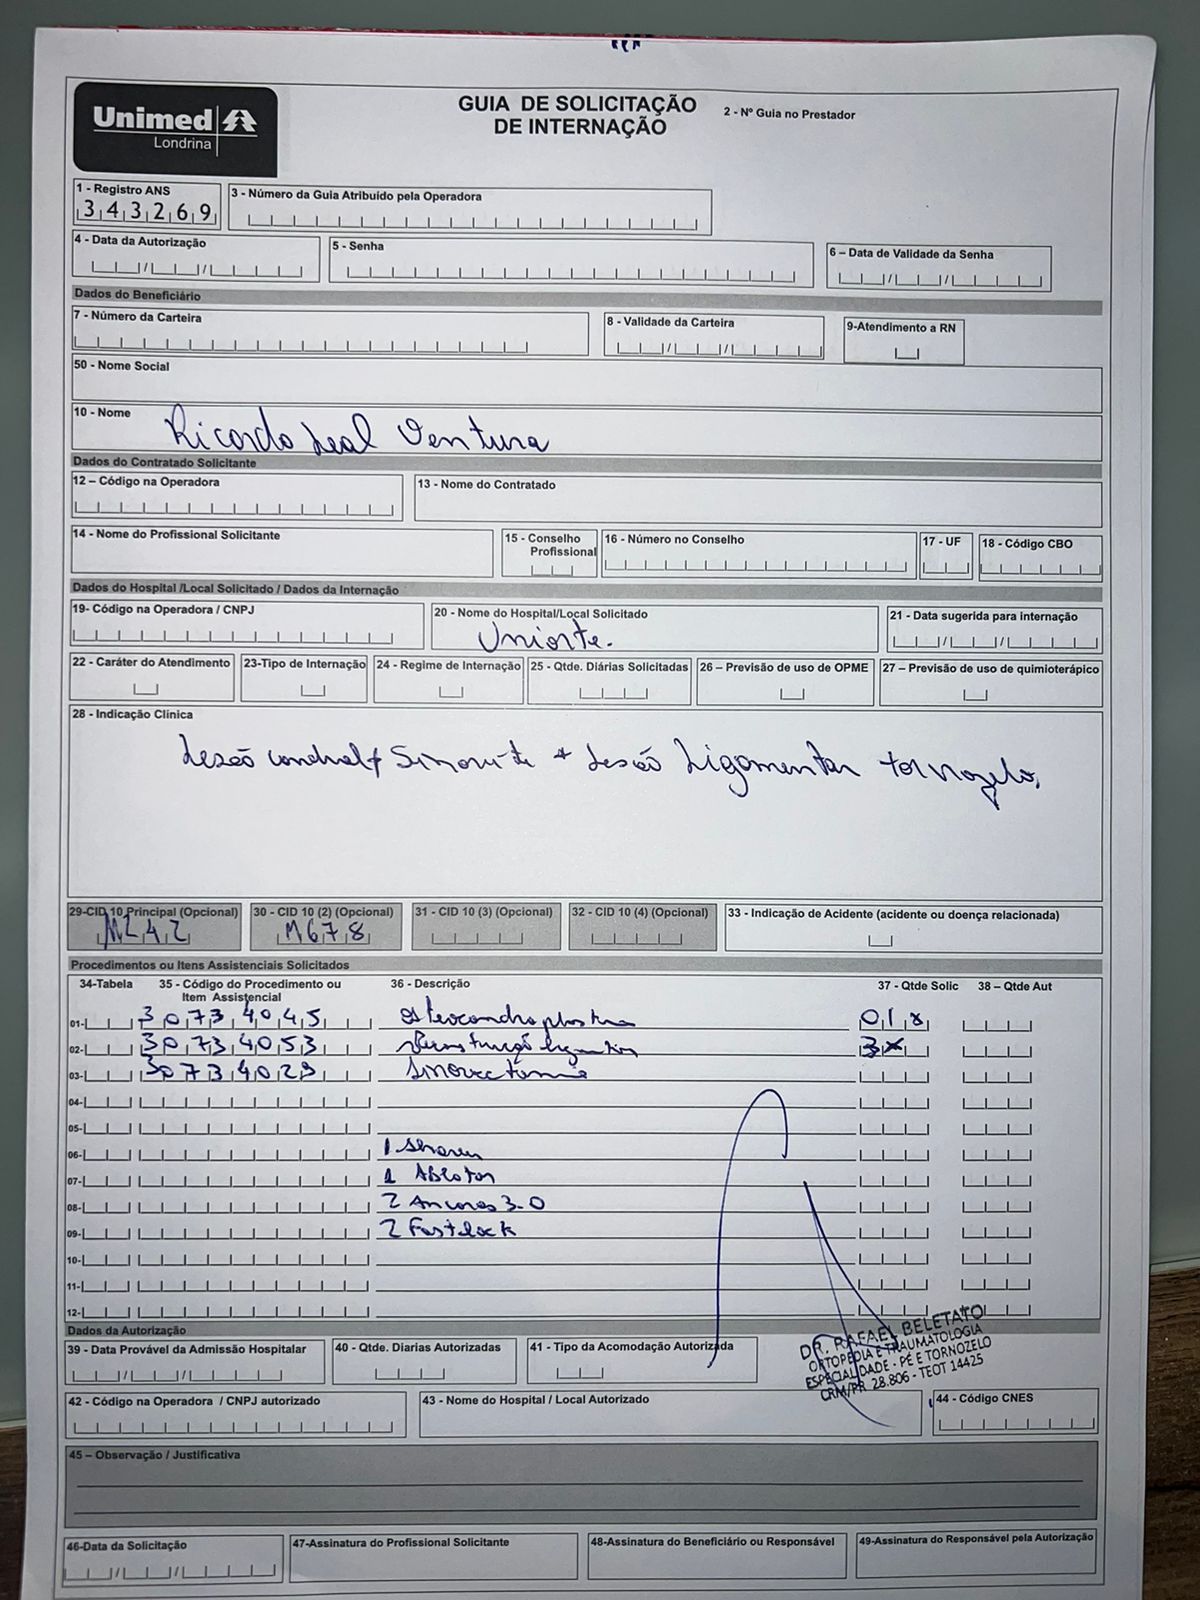 Unimed
Londrina
GUIA DE SOLICITAÇÃO
DE INTERNAÇÃO
2 - Nº Guia no Prestador
1 - Registro ANS
343269
3 - Número da Guia Atribuído pela Operadora
4 - Data da Autorização
5 - Senha
6 – Data de Validade da Senha
Dados do Beneficiário
7 - Número da Carteira
8 - Validade da Carteira
9-Atendimento a RN
50 - Nome Social
10 - Nome
Ricardo Leal Ventura
Dados do Contratado Solicitante
12 – Código na Operadora
13 - Nome do Contratado
14 - Nome do Profissional Solicitante
15 - Conselho Profissional
16 - Número no Conselho
17 - UF
18 - Código CBO
Dados do Hospital /Local Solicitado / Dados da Internação
19- Código na Operadora / CNPJ
20 - Nome do Hospital/Local Solicitado
Uniorte.
21 - Data sugerida para internação
22 - Caráter do Atendimento
23-Tipo de Internação
24 - Regime de Internação
25 - Qtde. Diárias Solicitadas
26 – Previsão de uso de OPME
27 – Previsão de uso de quimioterápico
28 - Indicação Clínica
Lesão condral + Sinovite + Lesão Ligamentar tornozelo.
29-CID 10 Principal (Opcional)
M242
30 - CID 10 (2) (Opcional)
M678
31 - CID 10 (3) (Opcional)
32 - CID 10 (4) (Opcional)
33 - Indicação de Acidente (acidente ou doença relacionada)
Procedimentos ou Itens Assistenciais Solicitados
34-Tabela
35 - Código do Procedimento ou Item Assistencial
36 - Descrição
37 - Qtde Solic
38 – Qtde Aut
01- 30734045 Osteocondroplastia 01x
02- 30734053 3x
03- 30734029 Sinovectomia
04-
05-
06- 1 Shaver
07- 1 Ablator
08- 2 Ancoras 3.0
09- 2 Fastlock
10-
11-
12-
Dados da Autorização
39 - Data Provável da Admissão Hospitalar
40 - Qtde. Diarias Autorizadas
41 - Tipo da Acomodação Autorizada
DR. RAFAEL BELETATO
ORTOPEDIA E TRAUMATOLOGIA
ESPECIALIDADE - PÉ E TORNOZELO
CRM/PR 28.806 - TEOT 14425
42 - Código na Operadora / CNPJ autorizado
43 - Nome do Hospital / Local Autorizado
44 - Código CNES
45 – Observação / Justificativa
46-Data da Solicitação
47-Assinatura do Profissional Solicitante
48-Assinatura do Beneficiário ou Responsável
49-Assinatura do Responsável pela Autorização